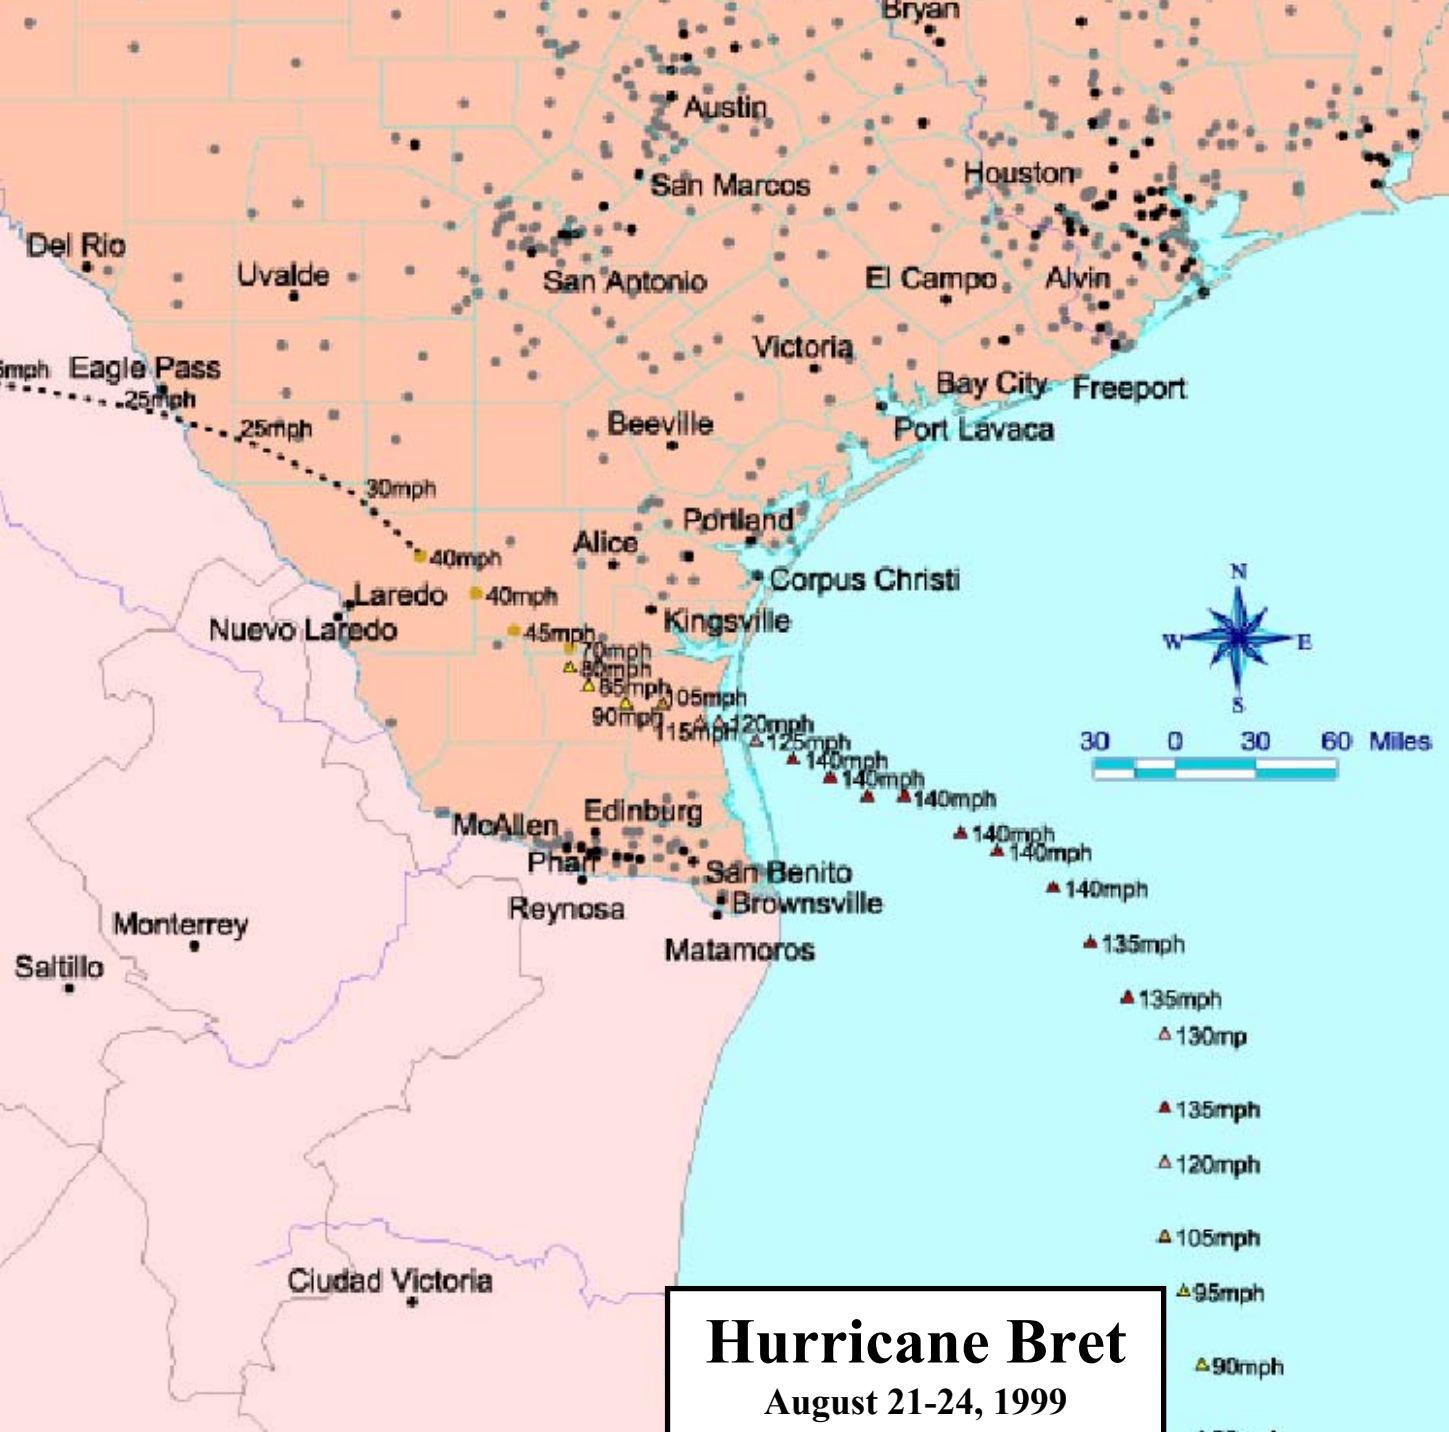 Bryan
Austin
San Marcos
Houston
Del Rio
Uvalde
San Antonio
El Campo
Alvin
Victoria
Eagle Pass
25mph
Bay City
Freeport
25mph
Beeville
Port Lavaca
30mph
Portland
Alice
40mph
Corpus Christi
N
Laredo
40mph
Nuevo Laredo
45mph
Kingsville
W
E
70mph
80mph
85mph
105mph
S
90mph
115mph
120mph
125mph
30 0 30 60 Miles
140mph
140mph
140mph
Edinburg
McAllen
140mph
140mph
Pharr
San Benito
140mph
Reynosa
Brownsville
Monterrey
Matamoros
135mph
Saltillo
135mph
130mp
135mph
120mph
105mph
Ciudad Victoria
95mph
Hurricane Bret
90mph
August 21-24, 1999